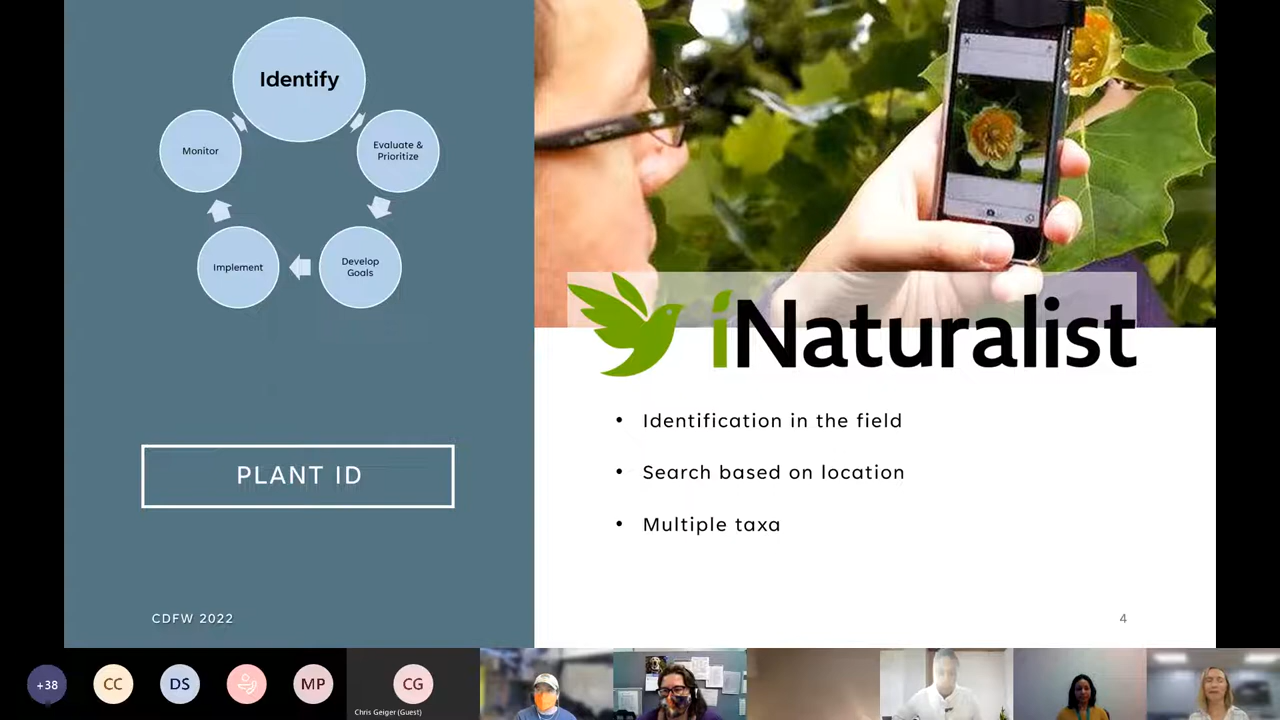 Identify
Monitor
Evaluate &
Prioritize
Implement
Develop
Goals
PLANT ID
CDFW 2022
iNaturalist
• Identification in the field
• Search based on location
• Multiple taxa
4
+38
CC
DS
MP
CG
Chris Geiger (Guest)